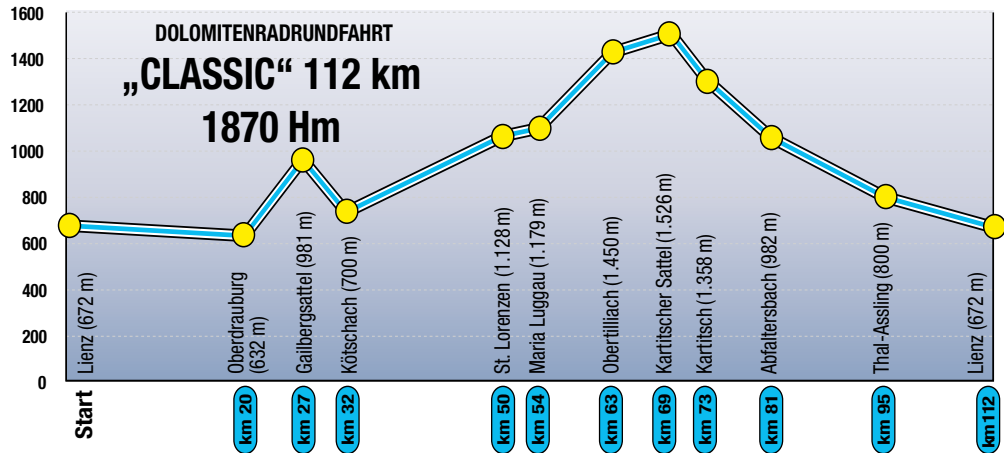 1600
1400
1200
1000
800
600
400
200
0
DOLOMITENRADRUNDFAHRT
„CLASSIC“ 112 km
1870 Hm
Lienz (672 m)
Oberdrauburg
(632 m)
Gailbergsattel (981 m)
Kötschach (700 m)
St. Lorenzen (1.128 m)
Maria Luggau (1.179 m)
Obertilliach (1.450 m)
Kartitscher Sattel (1.526 m)
Kartitsch (1.358 m)
Abfaltersbach (982 m)
Thal-Assling (800 m)
Lienz (672 m)
Start
km 20
km 27
km 32
km 50
km 54
km 63
km 69
km 73
km 81
km 95
km112